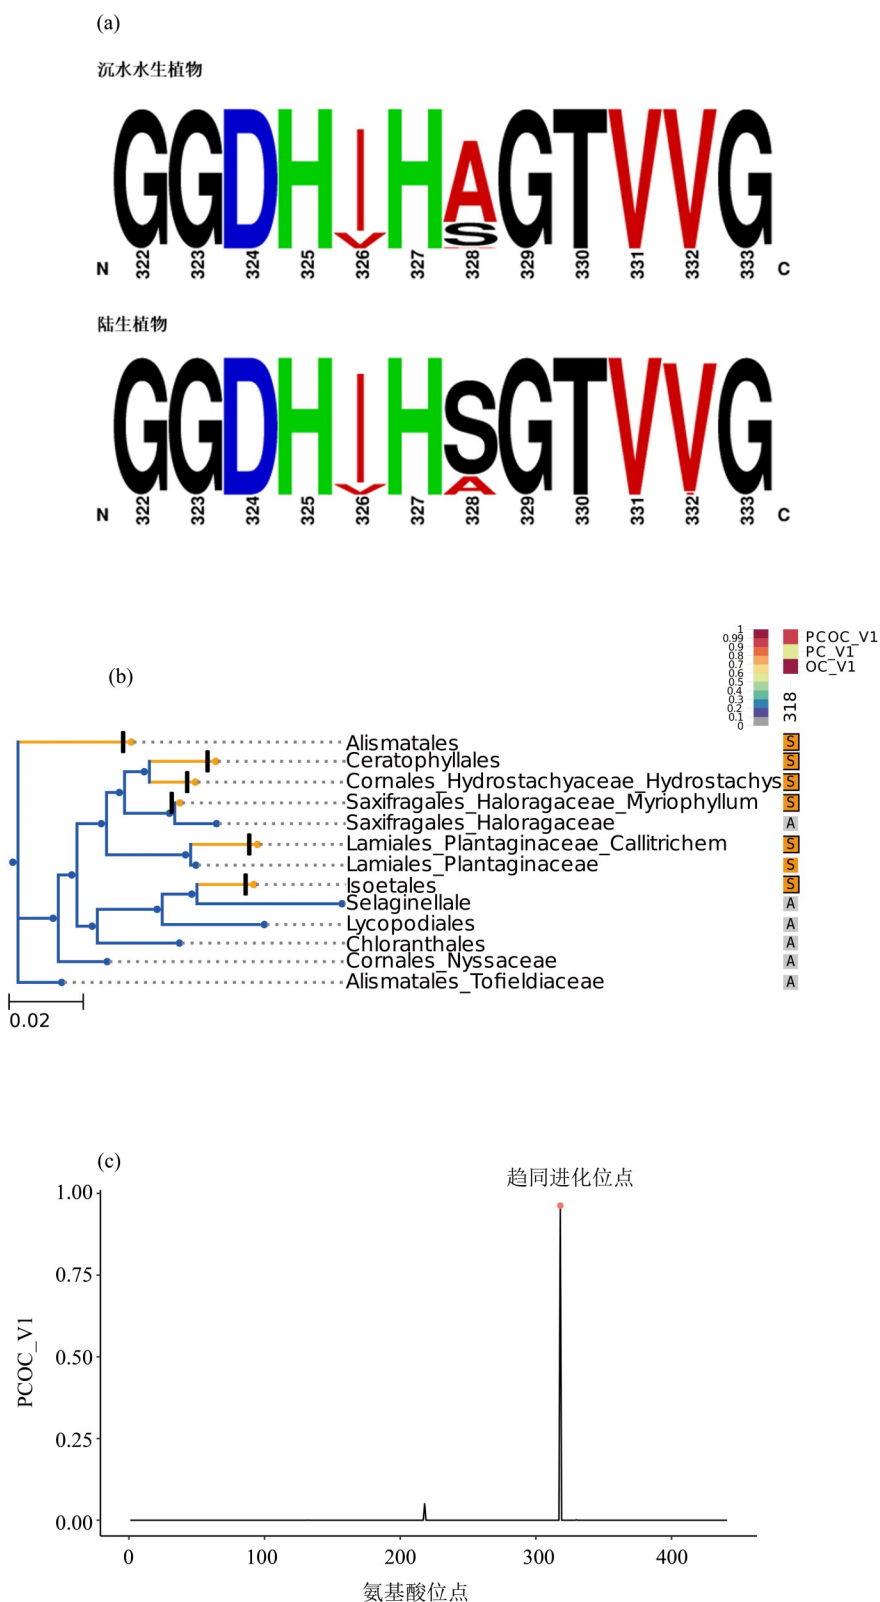 (a)
沉水水生植物
GGDHIHAGTVVG
V S
N 322 323 324 325 326 327 328 329 330 331 332 333 C
陆生植物
GGDHIHSGTVVG
V A
N 322 323 324 325 326 327 328 329 330 331 332 333 C
(b)
1
0.99
0.9
0.8
0.7
0.6
0.5
0.4
0.3
0.2
0.1
0
PCOC_V1
PC_V1
OC_V1
318
Alismatales S
Ceratophyllales S
Cornales_Hydrostachyaceae_Hydrostachys S
Saxifragales_Haloragaceae_Myriophyllum S
Saxifragales_Haloragaceae A
Lamiales_Plantaginaceae_Callitrichem S
Lamiales_Plantaginaceae S
Isoetales S
Selaginellale A
Lycopodiales A
Chloranthales A
Cornales_Nyssaceae A
Alismatales_Tofieldiaceae A
0.02
(c)
趋同进化位点
1.00
0.75
0.50
0.25
0.00
PCOC_V1
0 100 200 300 400
氨基酸位点